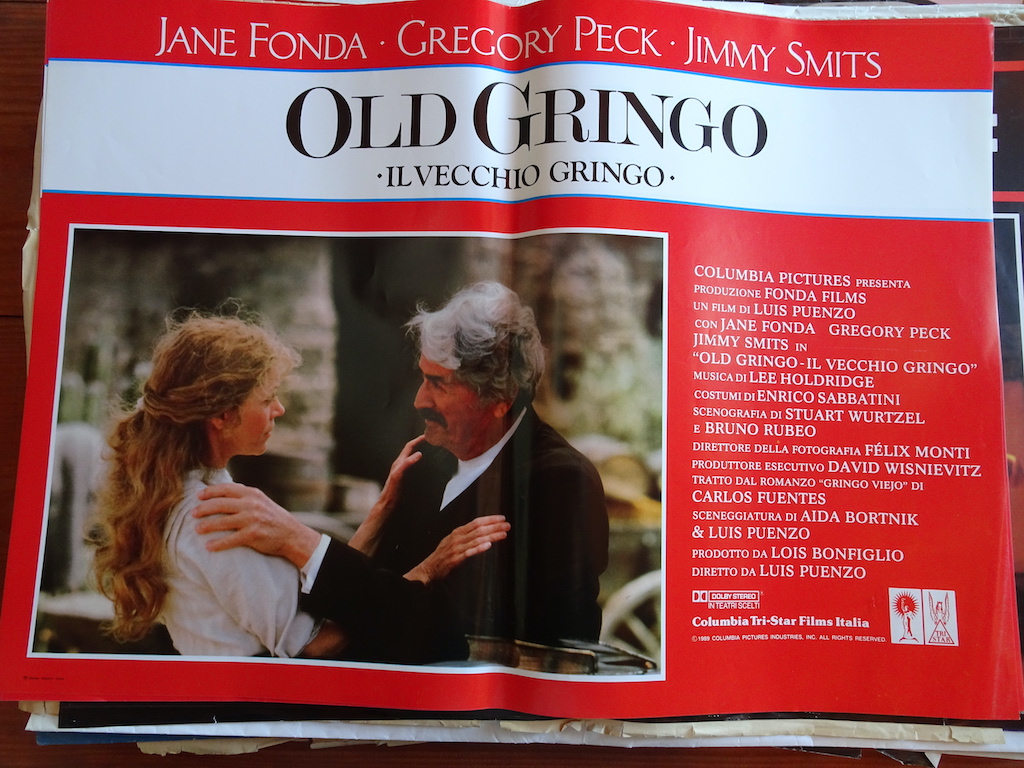 JANE FONDA · GREGORY PECK · JIMMY SMITS
OLD GRINGO
·IL VECCHIO GRINGO·
COLUMBIA PICTURES PRESENTA
PRODUZIONE FONDA FILMS
UN FILM DI LUIS PUENZO
CON JANE FONDA GREGORY PECK
JIMMY SMITS IN
“OLD GRINGO-IL VECCHIO GRINGO”
MUSICA DI LEE HOLDRIDGE
COSTUMI DI ENRICO SABBATINI
SCENOGRAFIA DI STUART WURTZEL
E BRUNO RUBEO
DIRETTORE DELLA FOTOGRAFIA FÉLIX MONTI
PRODUTTORE ESECUTIVO DAVID WISNIEVITZ
TRATTO DAL ROMANZO “GRINGO VIEJO” DI
CARLOS FUENTES
SCENEGGIATURA DI AIDA BORTNIK
& LUIS PUENZO
PRODOTTO DA LOIS BONFIGLIO
DIRETTO DA LUIS PUENZO
DOLBY STEREO
IN TEATRI SCELTI
Columbia Tri-Star Films Italia
©1989 COLUMBIA PICTURES INDUSTRIES, INC. ALL RIGHTS RESERVED.
TRI
STAR